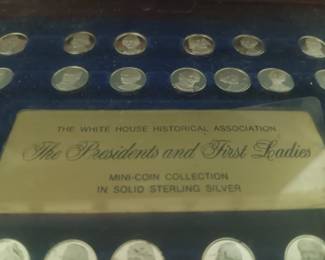 THE WHITE HOUSE HISTORICAL ASSOCIATION
The Presidents and First Ladies
MINI-COIN COLLECTION
IN SOLID STERLING SILVER